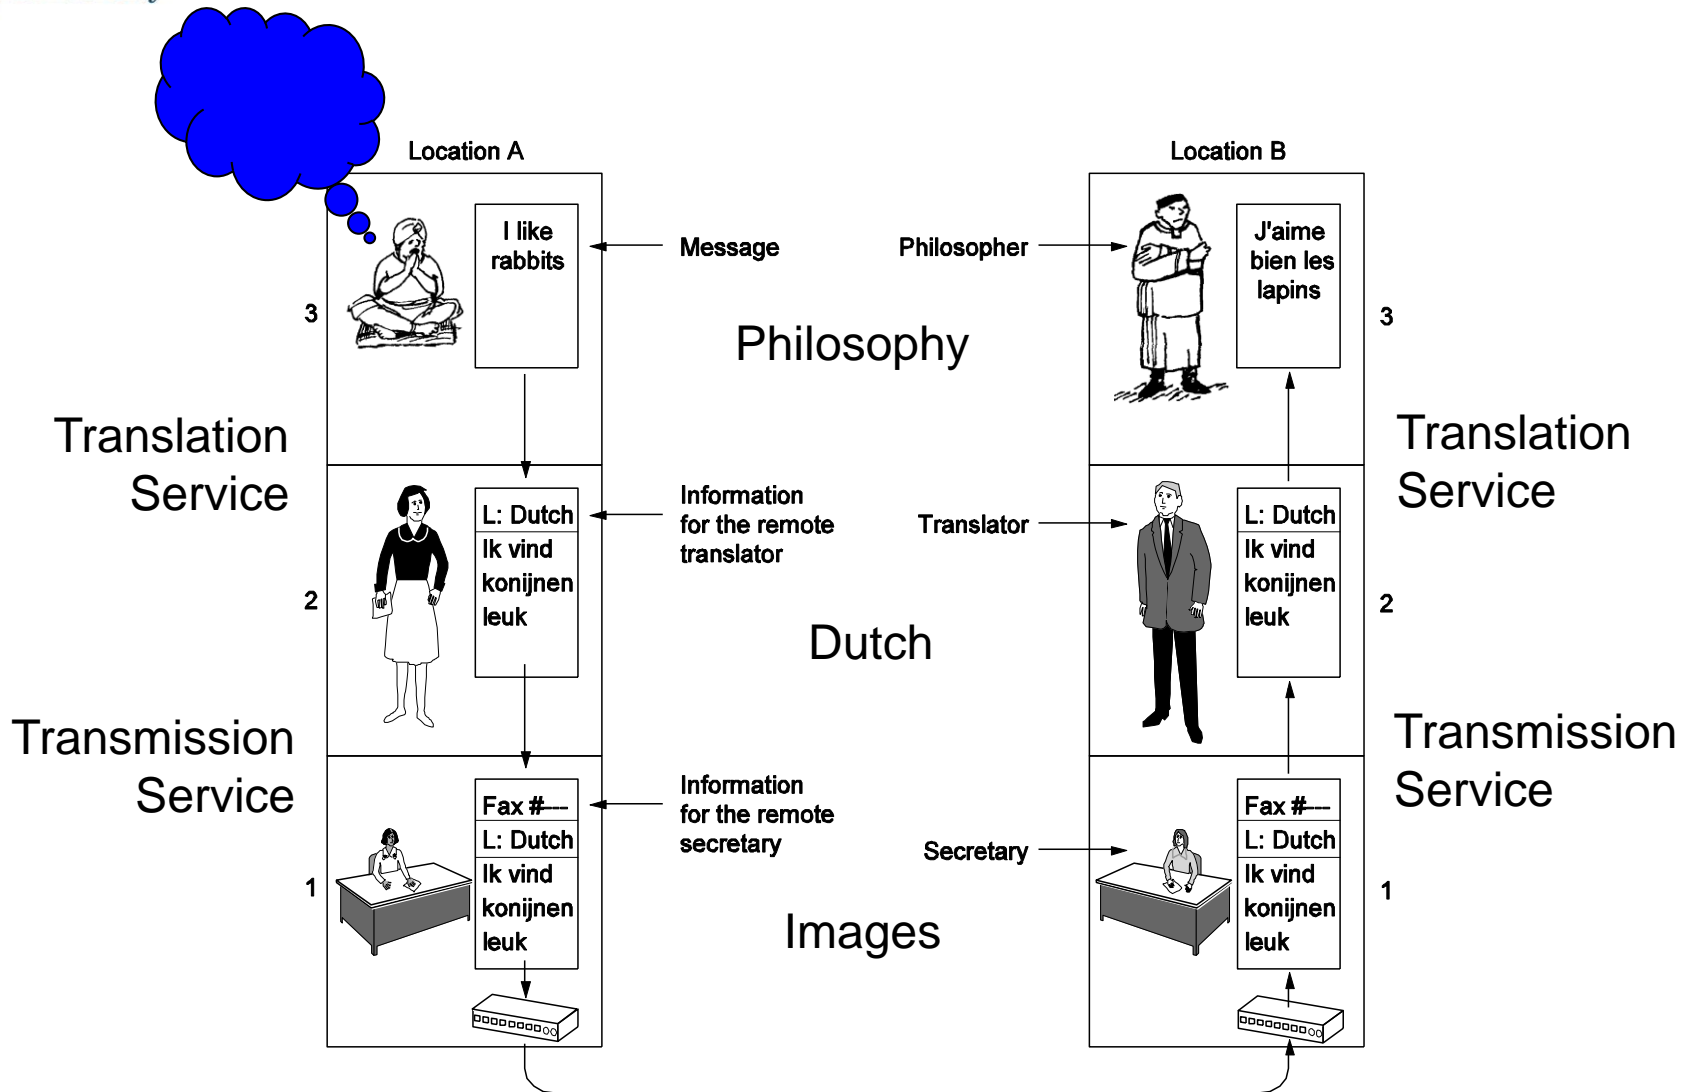 Location A
Location B
I like
rabbits
Message
Philosopher
J'aime
bien les
lapins
3
Philosophy
3
Translation
Service
Translation
Service
L: Dutch
Ik vind
konijnen
leuk
Information
for the remote
translator
Translator
L: Dutch
Ik vind
konijnen
leuk
2
Dutch
2
Transmission
Service
Transmission
Service
Fax #---
L: Dutch
Ik vind
konijnen
leuk
Information
for the remote
secretary
Secretary
Fax #---
L: Dutch
Ik vind
konijnen
leuk
1
Images
1